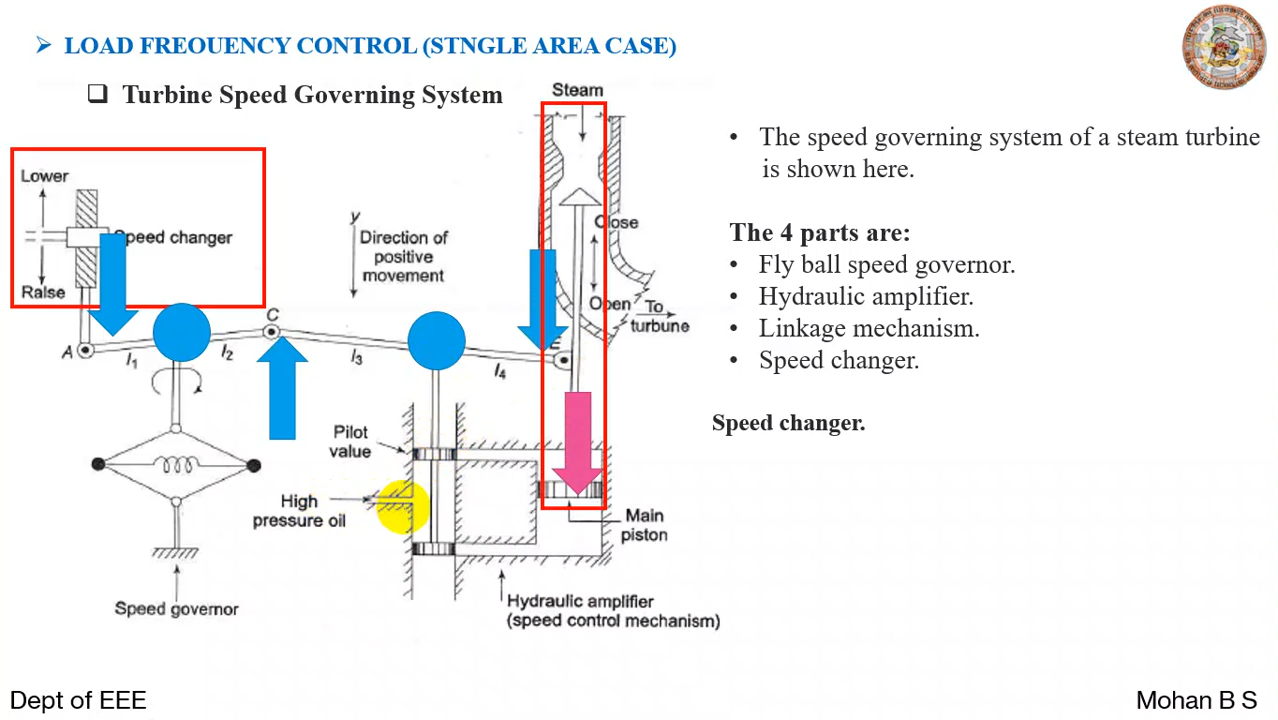 LOAD FREOUENCY CONTROL (STNGLE AREA CASE)
Turbine Speed Governing System
Steam
Lower
Speed changer
Ralse
y
Direction of
positive
movement
Close
Open
To
turbune
A
l1
l2
C
l3
l4
E
Pilot
value
High
pressure oil
Main
piston
Speed governor
Hydraulic amplifier
(speed control mechanism)
• The speed governing system of a steam turbine
is shown here.
The 4 parts are:
• Fly ball speed governor.
• Hydraulic amplifier.
• Linkage mechanism.
• Speed changer.
Speed changer.
Dept of EEE
Mohan B S